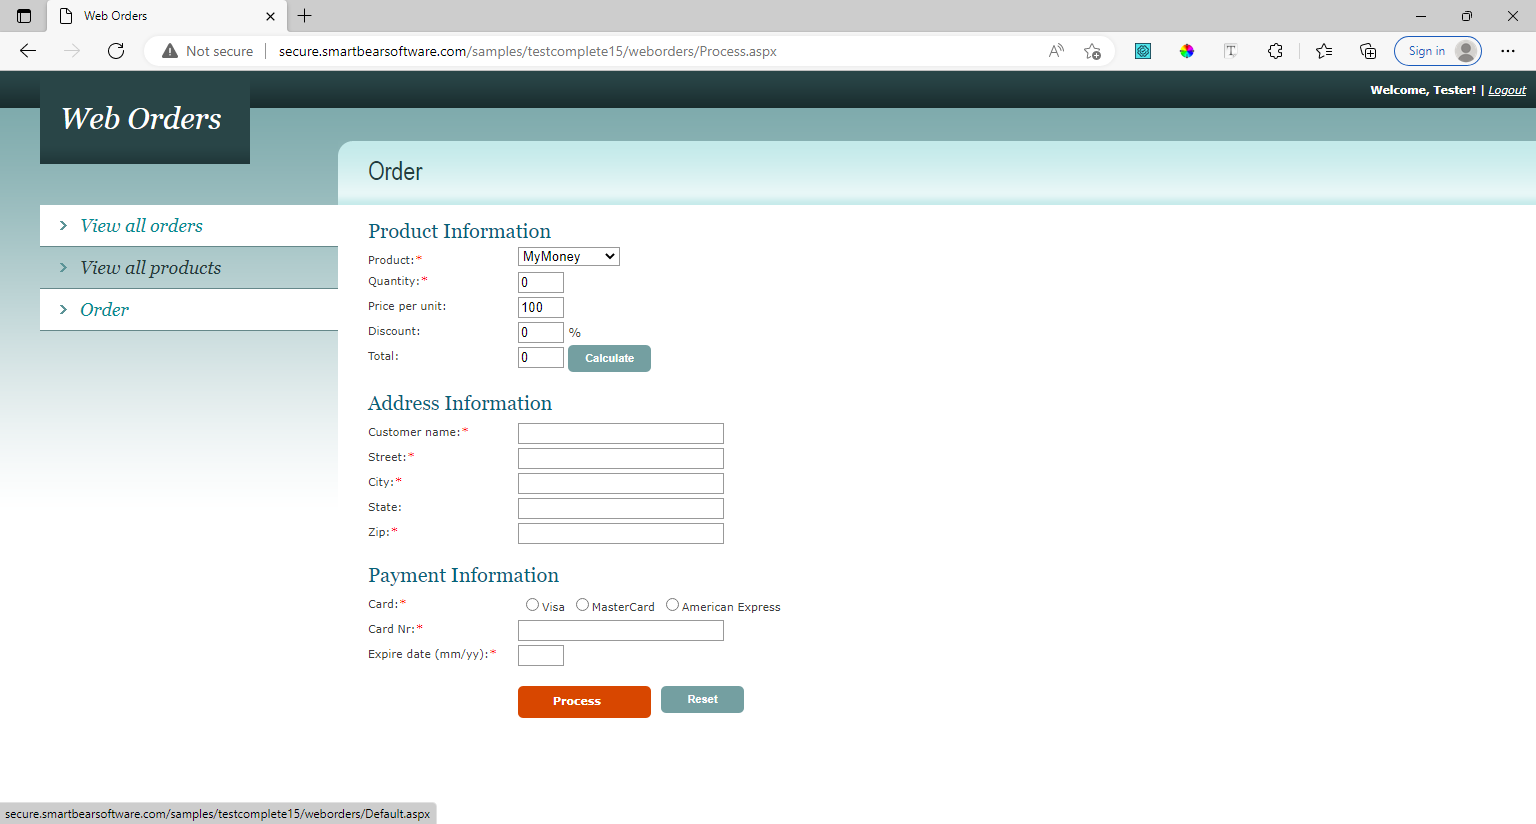 Web Orders
Not secure
secure.smartbearsoftware.com/samples/testcomplete15/weborders/Process.aspx
Sign in
Welcome, Tester! | Logout
Web Orders
Order
View all orders
View all products
Order
Product Information
Product:* MyMoney
Quantity:* 0
Price per unit: 100
Discount: 0 %
Total: 0 Calculate
Address Information
Customer name:*
Street:*
City:*
State:
Zip:*
Payment Information
Card:* Visa MasterCard American Express
Card Nr:*
Expire date (mm/yy):*
Process Reset
secure.smartbearsoftware.com/samples/testcomplete15/weborders/Default.aspx